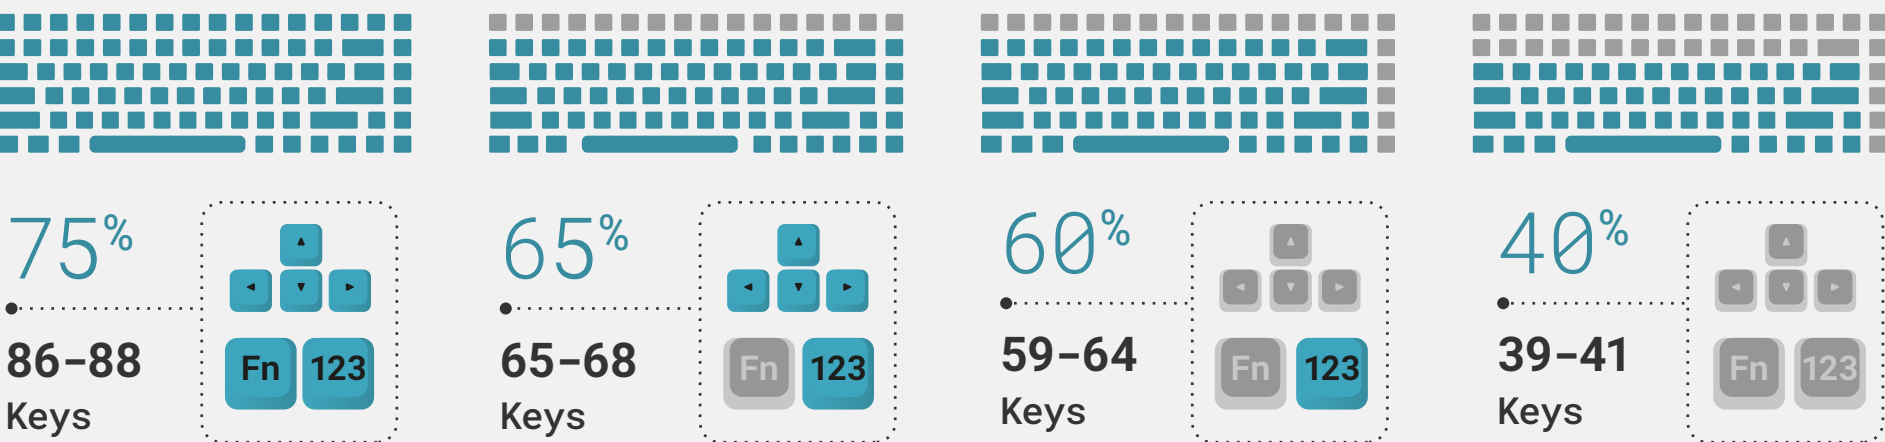 75%
86–88
Keys
Fn 123
65%
65–68
Keys
Fn 123
60%
59–64
Keys
Fn 123
40%
39–41
Keys
Fn 123